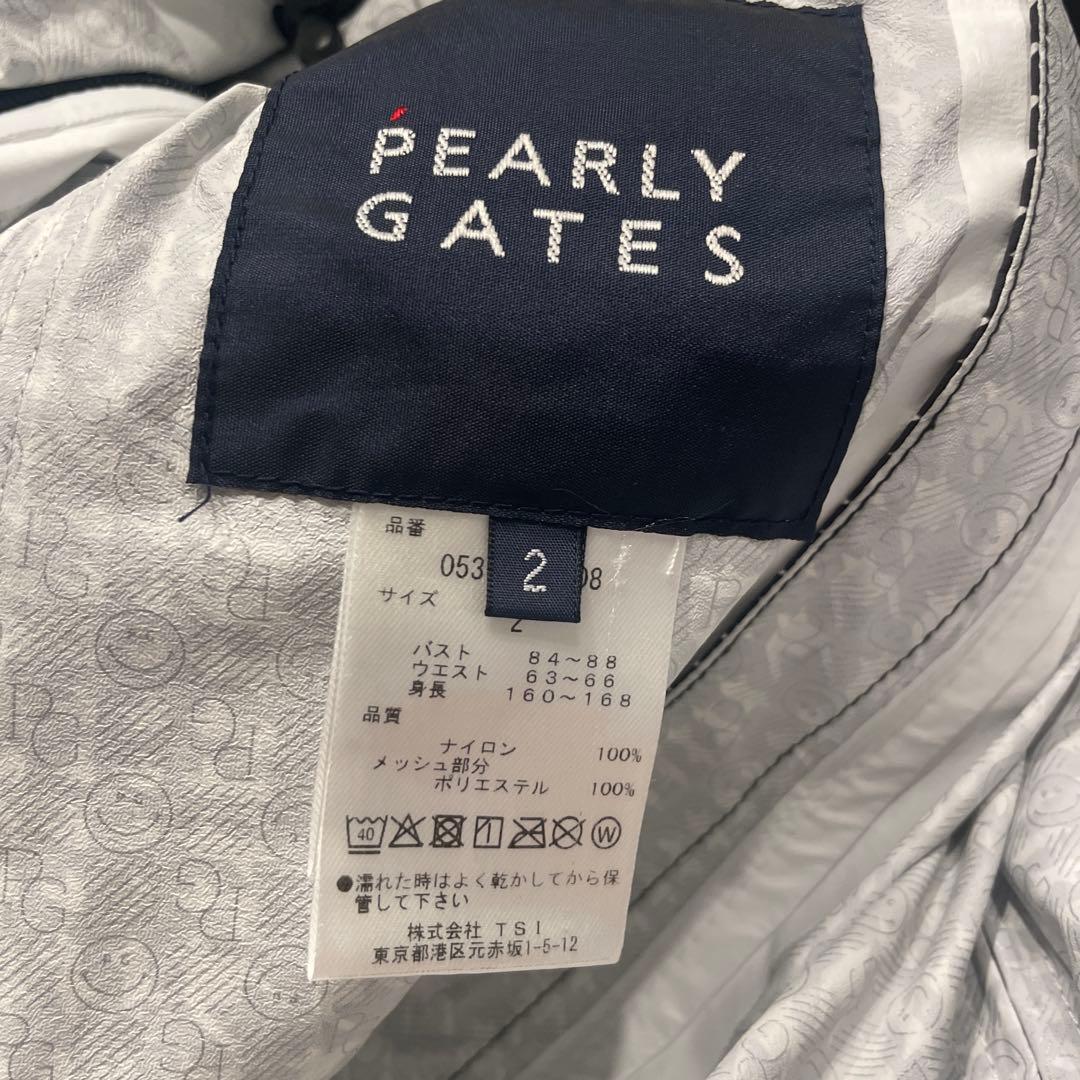 PEARLY
GATES
品番
2
053
08
サイズ
2
バスト 84～88
ウエスト 63～66
身長 160～168
品質
ナイロン 100%
メッシュ部分
ポリエステル 100%
40
1
W
●濡れた時はよく乾かしてから保
管して下さい
株式会社 TSI
東京都港区元赤坂1-5-12